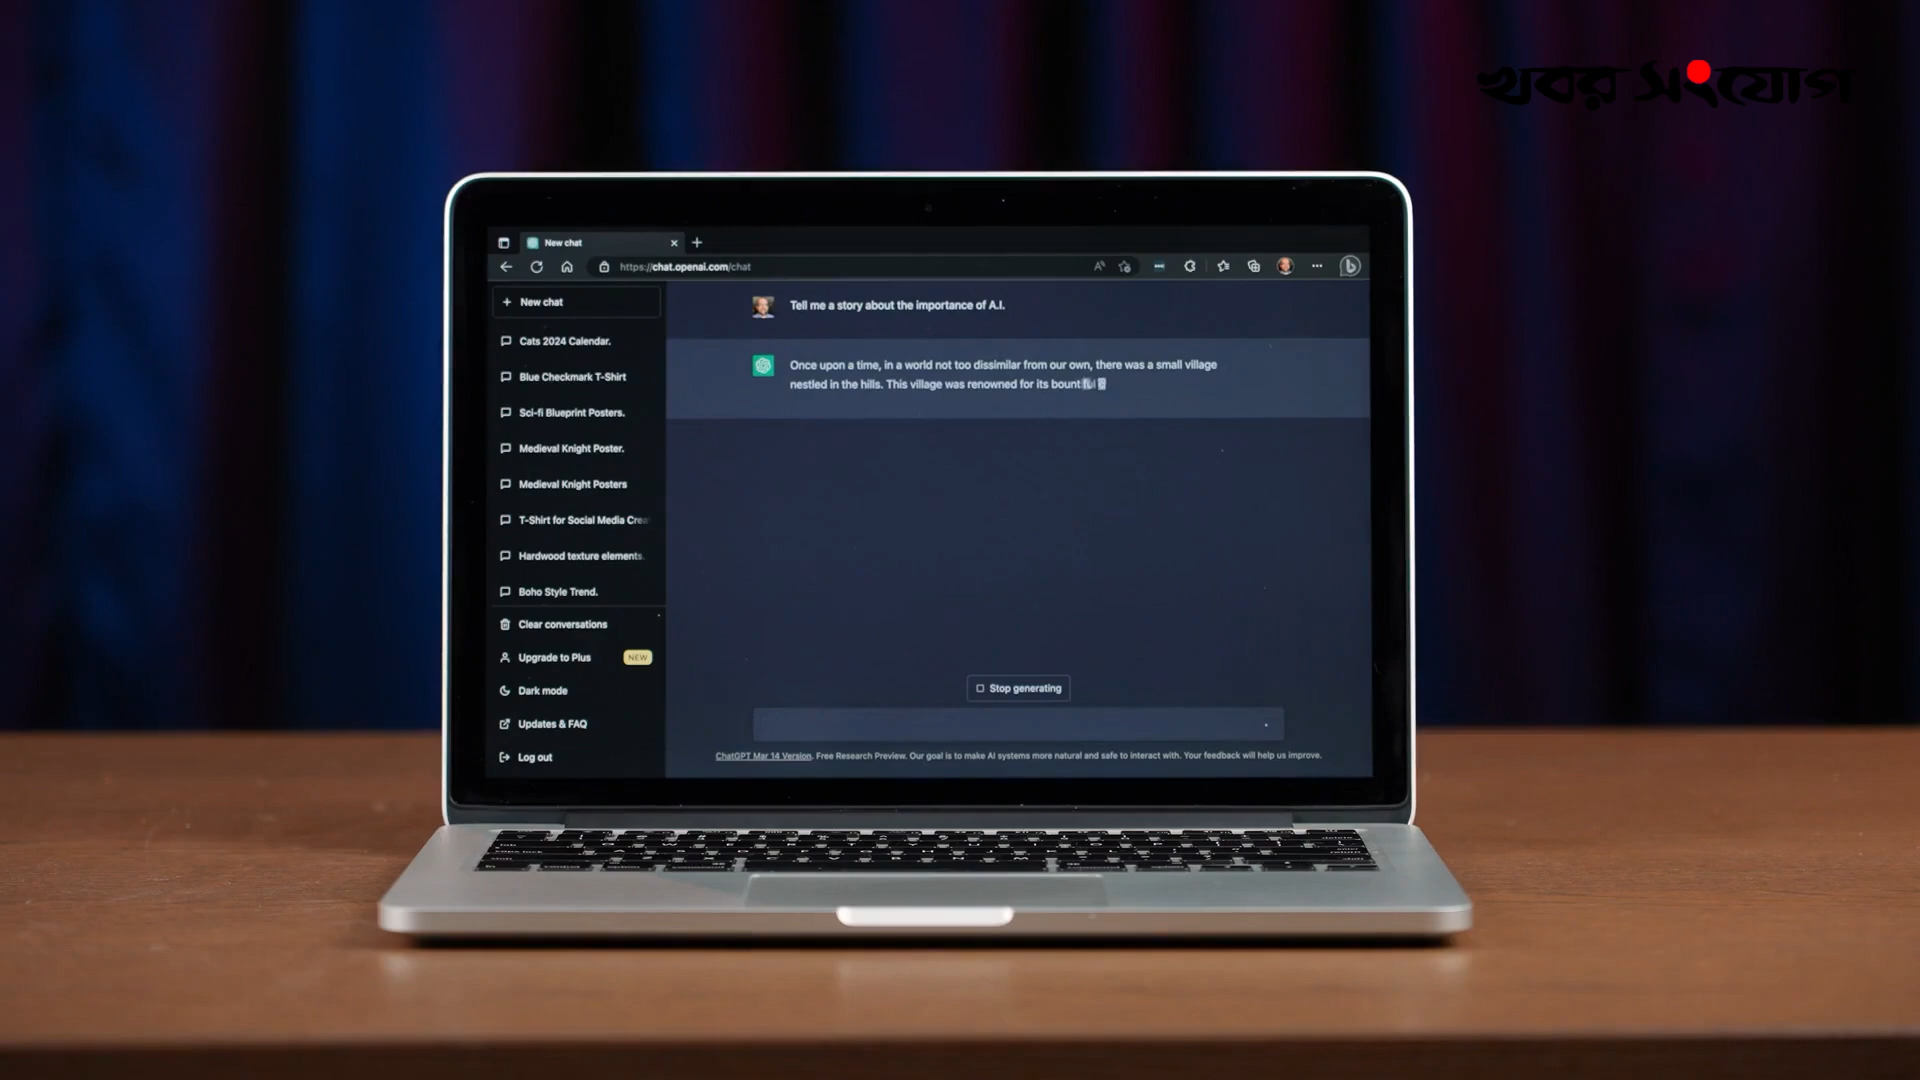 খবর সংযোগ
New chat
https://chat.openai.com/chat
New chat
Cats 2024 Calendar.
Blue Checkmark T-Shirt
Sci-fi Blueprint Posters.
Medieval Knight Poster.
Medieval Knight Posters
T-Shirt for Social Media Crea
Hardwood texture elements.
Boho Style Trend.
Clear conversations
Upgrade to Plus NEW
Dark mode
Updates & FAQ
Log out
Tell me a story about the importance of A.I.
Once upon a time, in a world not too dissimilar from our own, there was a small village
nestled in the hills. This village was renowned for its bount
Stop generating
ChatGPT Mar 14 Version. Free Research Preview. Our goal is to make AI systems more natural and safe to interact with. Your feedback will help us improve.